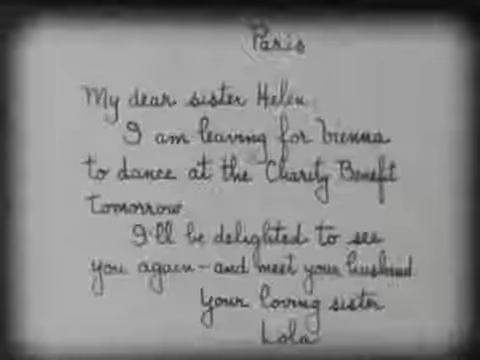 Paris
My dear sister Helen,
I am leaving for Vienna
to dance at the Charity Benefit
tomorrow
I'll be delighted to see
you again - and meet your husband.
Your loving sister
Lola